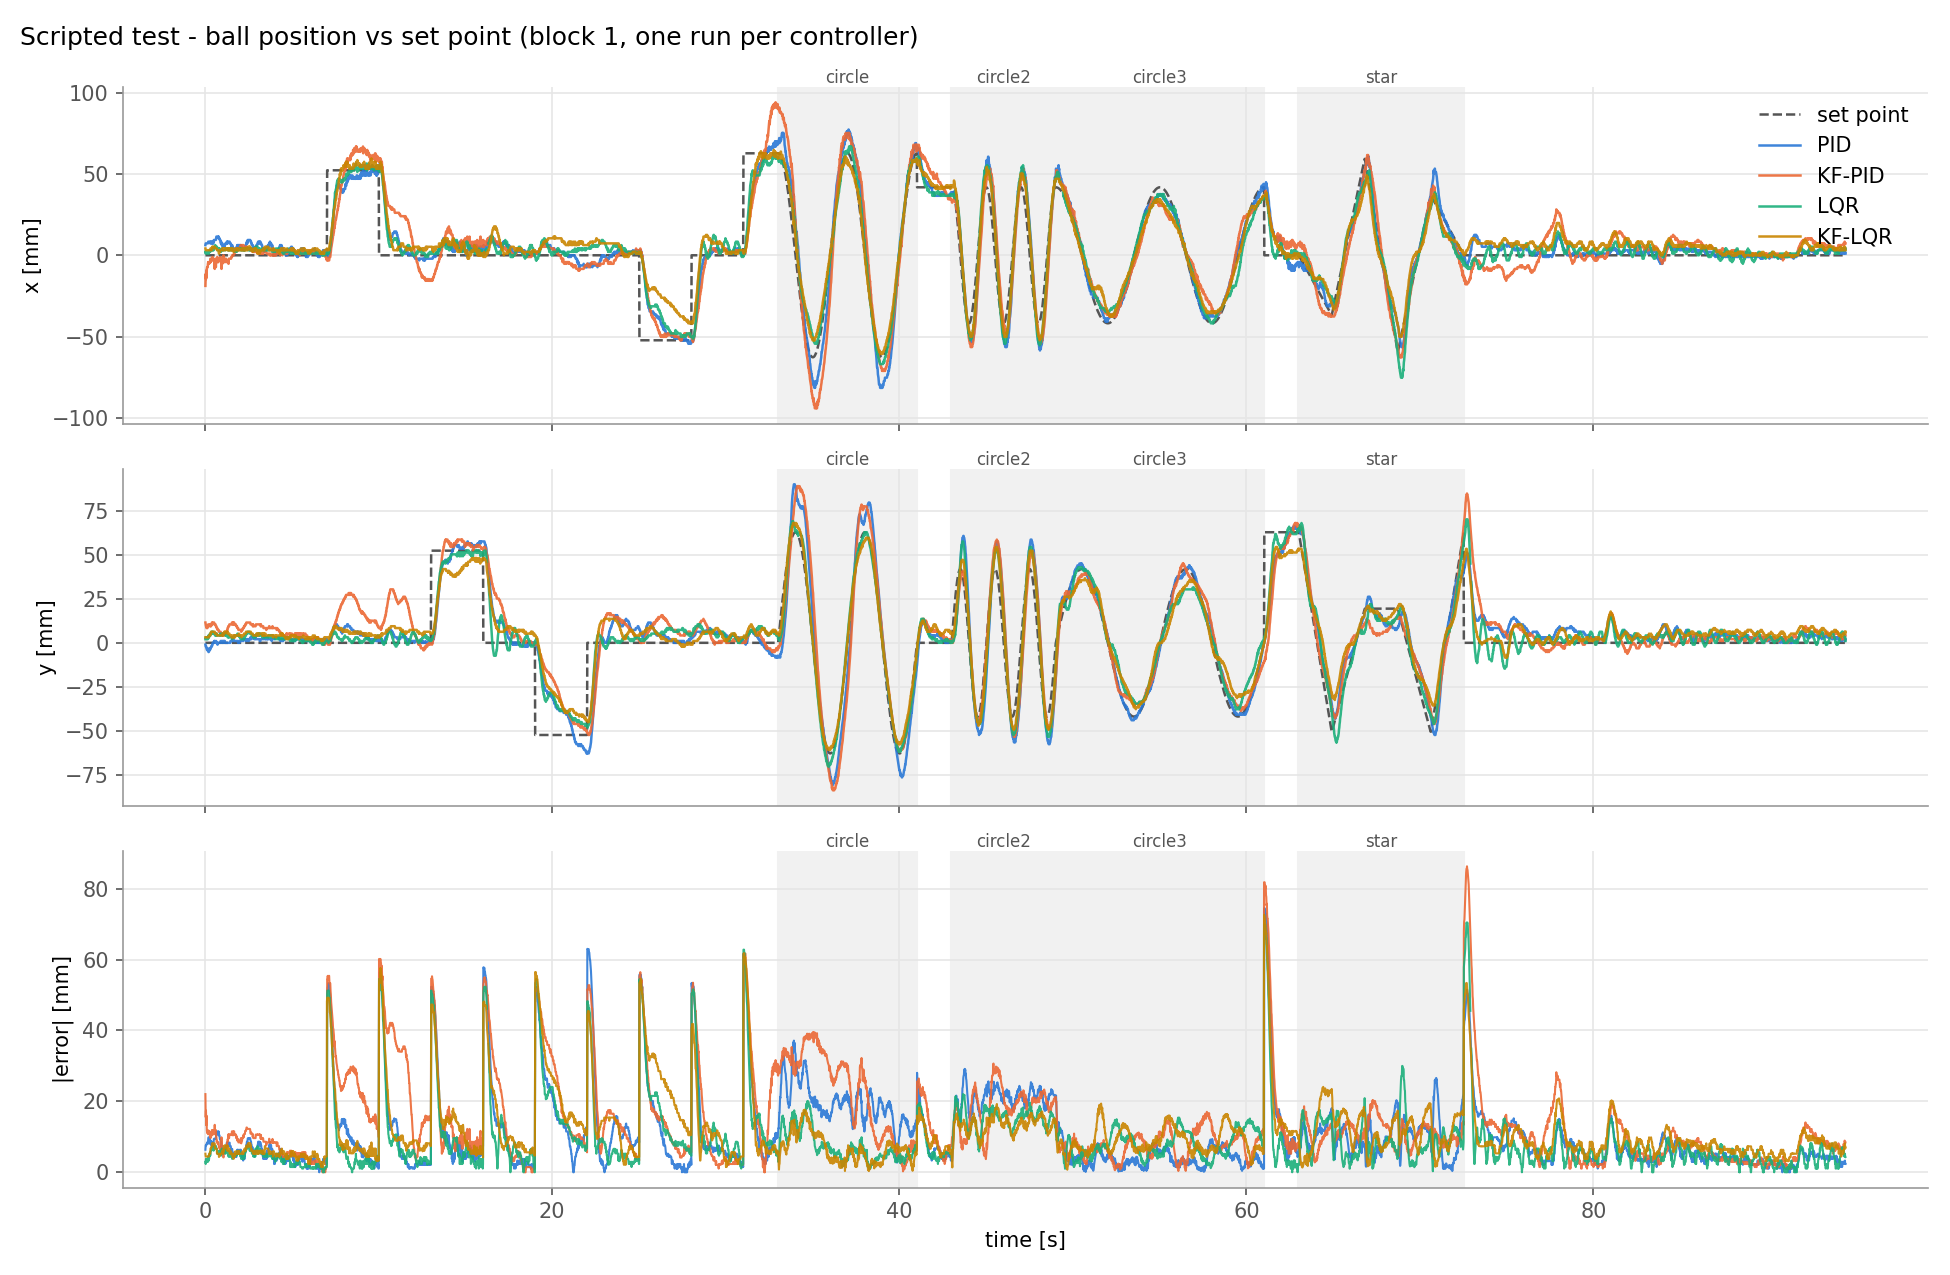 Scripted test - ball position vs set point (block 1, one run per controller)
circle circle2 circle3 star
100
50
0
−50
−100
x [mm]
set point
PID
KF-PID
LQR
KF-LQR
circle circle2 circle3 star
75
50
25
0
−25
−50
−75
y [mm]
circle circle2 circle3 star
80
60
40
20
0
|error| [mm]
0 20 40 60 80
time [s]